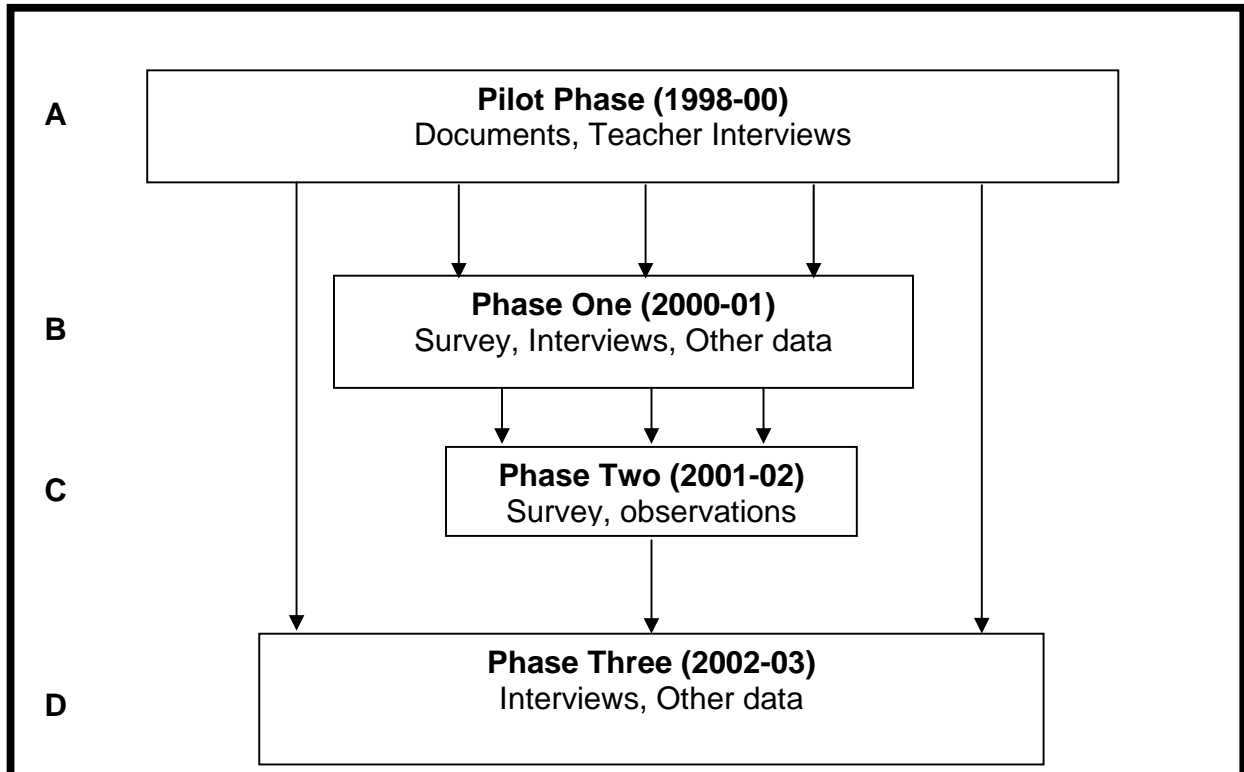 A
Pilot Phase (1998-00)
Documents, Teacher Interviews
B
Phase One (2000-01)
Survey, Interviews, Other data
C
Phase Two (2001-02)
Survey, observations
D
Phase Three (2002-03)
Interviews, Other data